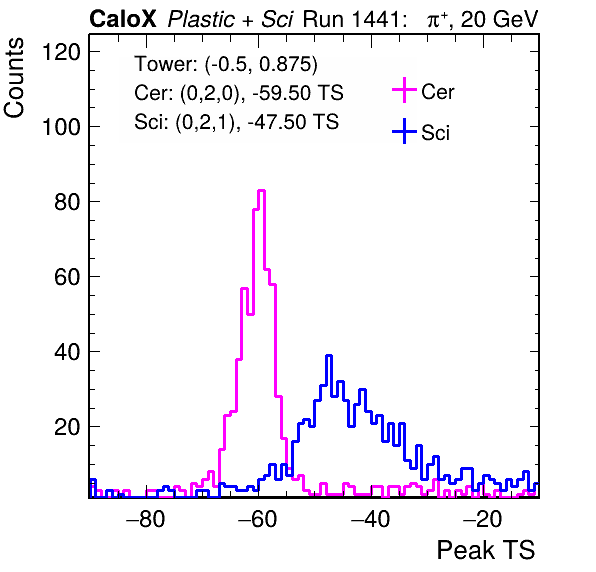 CaloX Plastic + Sci Run 1441: π+, 20 GeV
Counts
Tower: (-0.5, 0.875)
Cer: (0,2,0), -59.50 TS
Sci: (0,2,1), -47.50 TS
Cer
Sci
120
100
80
60
40
20
−80 −60 −40 −20
Peak TS